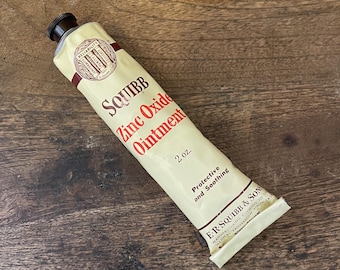 SQUIBB
Zinc Oxide
Ointment
2 oz.
Protective
and Soothing
E·R·SQUIBB & SONS